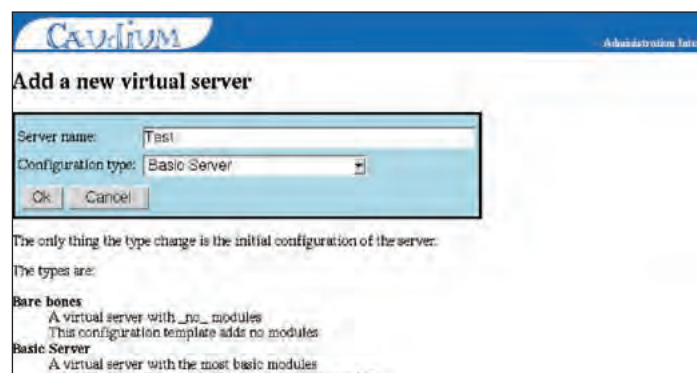 CAUDIUM
Administration Inte
Add a new virtual server
Server name: Test
Configuration type: Basic Server
Ok Cancel
The only thing the type change is the initial configuration of the server.
The types are:
Bare bones
A virtual server with _no_ modules
This configuration template adds no modules
Basic Server
A virtual server with the most basic modules